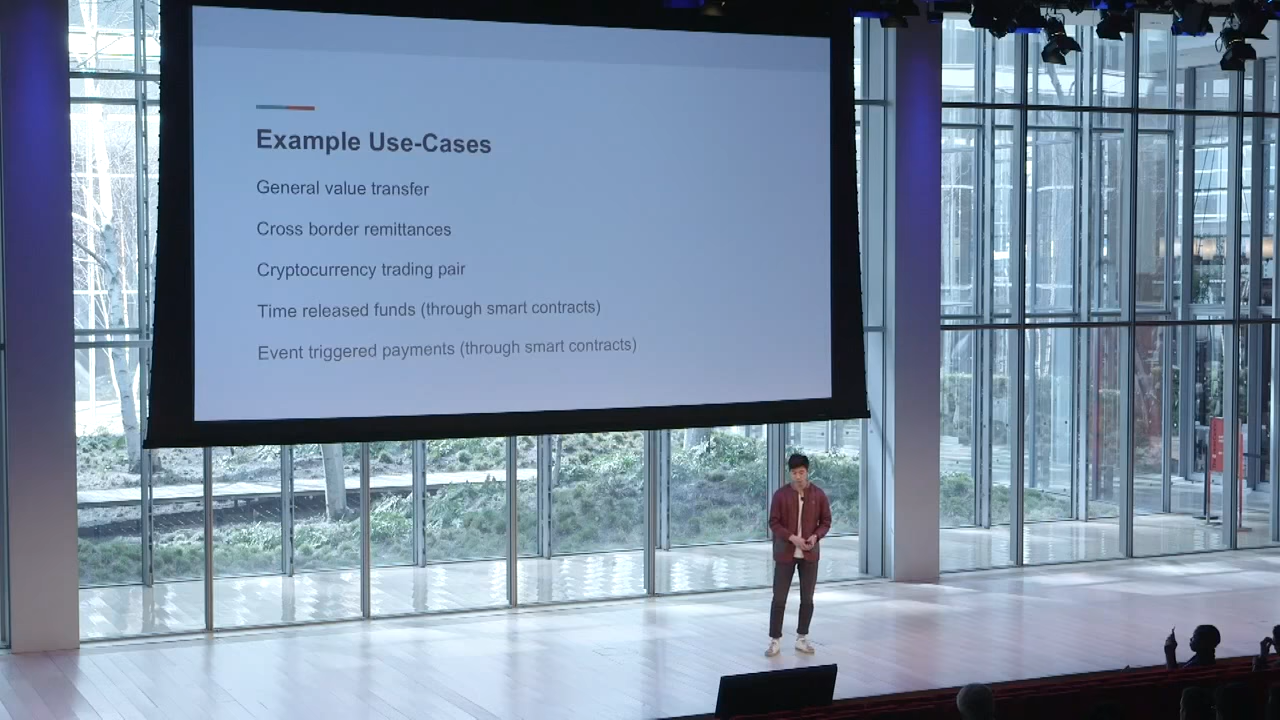 Example Use-Cases
General value transfer
Cross border remittances
Cryptocurrency trading pair
Time released funds (through smart contracts)
Event triggered payments (through smart contracts)